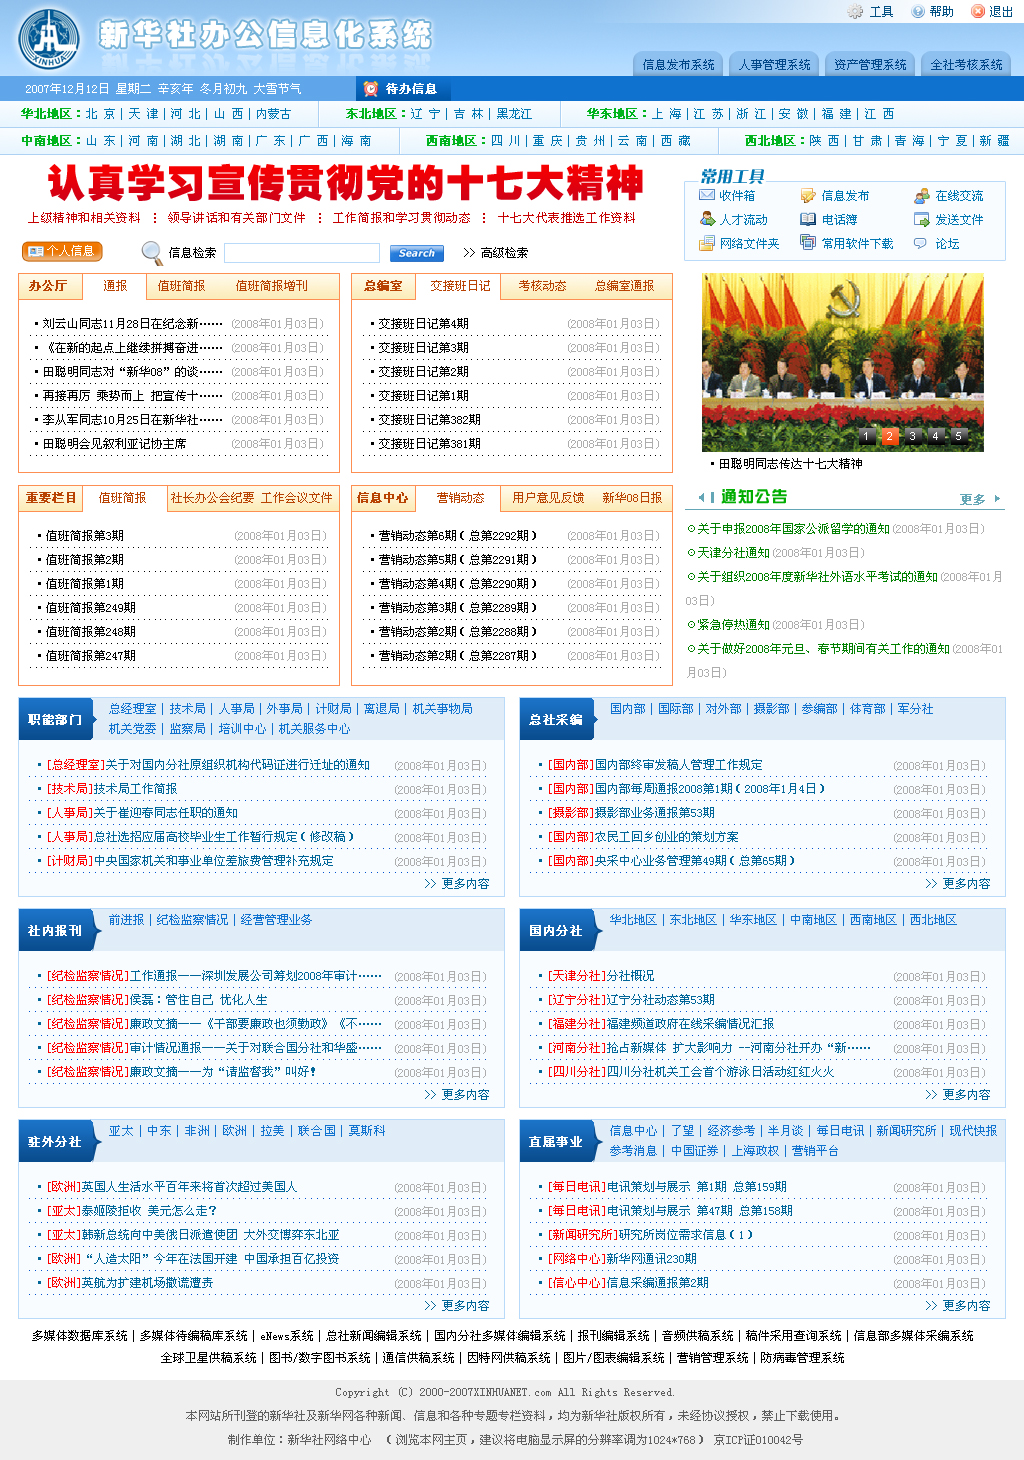 工具 帮助 退出
XINHUA 新华社办公信息化系统
信息发布系统 人事管理系统 资产管理系统 全社考核系统
2007年12月12日 星期二 辛亥年 冬月初九 大雪节气 待办信息
华北地区：北 京 | 天 津 | 河 北 | 山 西 | 内蒙古 东北地区：辽 宁 | 吉 林 | 黑龙江 华东地区：上 海 | 江 苏 | 浙 江 | 安 徽 | 福 建 | 江 西
中南地区：山 东 | 河 南 | 湖 北 | 湖 南 | 广 东 | 广 西 | 海 南 西南地区：四 川 | 重 庆 | 贵 州 | 云 南 | 西 藏 西北地区：陕 西 | 甘 肃 | 青 海 | 宁 夏 | 新 疆
认真学习宣传贯彻党的十七大精神
上级精神和相关资料 ： 领导讲话和有关部门文件 ： 工作简报和学习贯彻动态 ： 十七大代表推选工作资料
常用工具
收件箱 信息发布 在线交流
人才流动 电话簿 发送文件
网络文件夹 常用软件下载 论坛
个人信息 信息检索 Search >> 高级检索
办公厅 通报 值班简报 值班简报增刊
·刘云山同志11月28日在纪念新…… (2008年01月03日)
·《在新的起点上继续拼搏奋进…… (2008年01月03日)
·田聪明同志对“新华08”的谈…… (2008年01月03日)
·再接再厉 乘势而上 把宣传十…… (2008年01月03日)
·李从军同志10月25日在新华社…… (2008年01月03日)
·田聪明会见叙利亚记协主席 (2008年01月03日)
总编室 交接班日记 考核动态 总编室通报
·交接班日记第4期 (2008年01月03日)
·交接班日记第3期 (2008年01月03日)
·交接班日记第2期 (2008年01月03日)
·交接班日记第1期 (2008年01月03日)
·交接班日记第382期 (2008年01月03日)
·交接班日记第381期 (2008年01月03日)
1 2 3 4 5
·田聪明同志传达十七大精神
重要栏目 值班简报 社长办公会纪要 工作会议文件
·值班简报第3期 (2008年01月03日)
·值班简报第2期 (2008年01月03日)
·值班简报第1期 (2008年01月03日)
·值班简报第249期 (2008年01月03日)
·值班简报第248期 (2008年01月03日)
·值班简报第247期 (2008年01月03日)
信息中心 营销动态 用户意见反馈 新华08日报
·营销动态第6期（总第2292期） (2008年01月03日)
·营销动态第5期（总第2291期） (2008年01月03日)
·营销动态第4期（总第2290期） (2008年01月03日)
·营销动态第3期（总第2289期） (2008年01月03日)
·营销动态第2期（总第2288期） (2008年01月03日)
·营销动态第2期（总第2287期） (2008年01月03日)
通知公告 更多
关于申报2008年国家公派留学的通知(2008年01月03日)
天津分社通知(2008年01月03日)
关于组织2008年度新华社外语水平考试的通知(2008年01月
03日)
紧急停热通知(2008年01月03日)
关于做好2008年元旦、春节期间有关工作的通知(2008年01
月03日)
职能部门 总经理室 | 技术局 | 人事局 | 外事局 | 计财局 | 离退局 | 机关事物局
机关党委 | 监察局 | 培训中心 | 机关服务中心
·[总经理室]关于对国内分社原组织机构代码证进行迁址的通知 (2008年01月03日)
·[技术局]技术局工作简报 (2008年01月03日)
·[人事局]关于崔迎春同志任职的通知 (2008年01月03日)
·[人事局]总社选招应届高校毕业生工作暂行规定（修改稿） (2008年01月03日)
·[计财局]中央国家机关和事业单位差旅费管理补充规定 (2008年01月03日)
>> 更多内容
总社采编 国内部 | 国际部 | 对外部 | 摄影部 | 参编部 | 体育部 | 军分社
·[国内部]国内部终审发稿人管理工作规定 (2008年01月03日)
·[国内部]国内部每周通报2008第1期（2008年1月4日） (2008年01月03日)
·[摄影部]摄影部业务通报第53期 (2008年01月03日)
·[国内部]农民工回乡创业的策划方案 (2008年01月03日)
·[国内部]央采中心业务管理第49期（总第65期） (2008年01月03日)
>> 更多内容
社内报刊 前进报 | 纪检监察情况 | 经营管理业务
·[纪检监察情况]工作通报——深圳发展公司筹划2008年审计…… (2008年01月03日)
·[纪检监察情况]侯磊：管住自己 优化人生 (2008年01月03日)
·[纪检监察情况]廉政文摘——《干部要廉政也须勤政》《不…… (2008年01月03日)
·[纪检监察情况]审计情况通报——关于对联合国分社和华盛…… (2008年01月03日)
·[纪检监察情况]廉政文摘——为“请监督我”叫好！ (2008年01月03日)
>> 更多内容
国内分社 华北地区 | 东北地区 | 华东地区 | 中南地区 | 西南地区 | 西北地区
·[天津分社]分社概况 (2008年01月03日)
·[辽宁分社]辽宁分社动态第53期 (2008年01月03日)
·[福建分社]福建频道政府在线采编情况汇报 (2008年01月03日)
·[河南分社]抢占新媒体 扩大影响力 --河南分社开办“新…… (2008年01月03日)
·[四川分社]四川分社机关工会首个游泳日活动红红火火 (2008年01月03日)
>> 更多内容
驻外分社 亚太 | 中东 | 非洲 | 欧洲 | 拉美 | 联合国 | 莫斯科
·[欧洲]英国人生活水平百年来将首次超过美国人 (2008年01月03日)
·[亚太]泰姬陵拒收 美元怎么走？ (2008年01月03日)
·[亚太]韩新总统向中美俄日派遣使团 大外交博弈东北亚 (2008年01月03日)
·[欧洲]“人造太阳”今年在法国开建 中国承担百亿投资 (2008年01月03日)
·[欧洲]英航为扩建机场撒谎遭责 (2008年01月03日)
>> 更多内容
直属事业 信息中心 | 了望 | 经济参考 | 半月谈 | 每日电讯 | 新闻研究所 | 现代快报
参考消息 | 中国证券 | 上海政权 | 营销平台
·[每日电讯]电讯策划与展示 第1期 总第159期 (2008年01月03日)
·[每日电讯]电讯策划与展示 第47期 总第158期 (2008年01月03日)
·[新闻研究所]研究所岗位需求信息（1） (2008年01月03日)
·[网络中心]新华网通讯230期 (2008年01月03日)
·[信心中心]信息采编通报第2期 (2008年01月03日)
>> 更多内容
多媒体数据库系统 | 多媒体待编稿库系统 | eNews系统 | 总社新闻编辑系统 | 国内分社多媒体编辑系统 | 报刊编辑系统 | 音频供稿系统 | 稿件采用查询系统 | 信息部多媒体采编系统
全球卫星供稿系统 | 图书/数字图书系统 | 通信供稿系统 | 因特网供稿系统 | 图片/图表编辑系统 | 营销管理系统 | 防病毒管理系统
Copyright (C) 2000-2007XINHUANET.com All Rights Reserved.
本网站所刊登的新华社及新华网各种新闻、信息和各种专题专栏资料，均为新华社版权所有，未经协议授权，禁止下载使用。
制作单位：新华社网络中心 （浏览本网主页，建议将电脑显示屏的分辨率调为1024*768） 京ICP证010042号